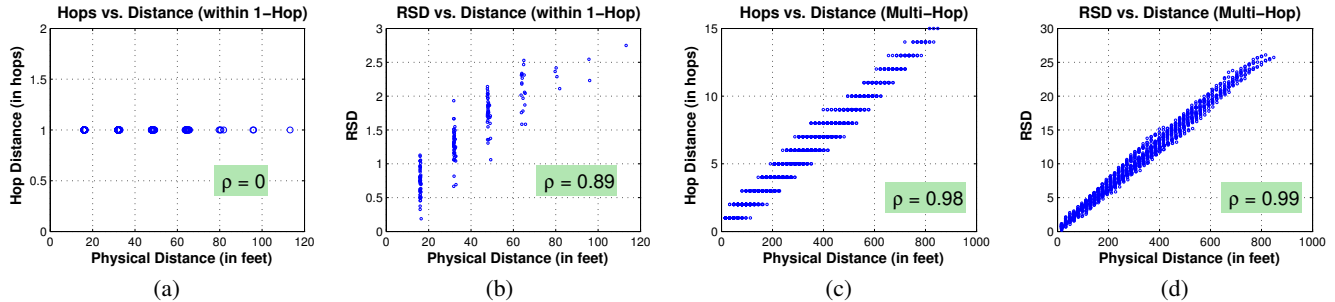 Hops vs. Distance (within 1−Hop)
2
1.5
1
0.5
0
0 20 40 60 80 100 120
Hop Distance (in hops)
Physical Distance (in feet)
ρ = 0
(a)
RSD vs. Distance (within 1−Hop)
3
2.5
2
1.5
1
0.5
0
0 20 40 60 80 100 120
RSD
Physical Distance (in feet)
ρ = 0.89
(b)
Hops vs. Distance (Multi−Hop)
15
10
5
0
0 200 400 600 800 1000
Hop Distance (in hops)
Physical Distance (in feet)
ρ = 0.98
(c)
RSD vs. Distance (Multi−Hop)
30
25
20
15
10
5
0
0 200 400 600 800 1000
RSD
Physical Distance (in feet)
ρ = 0.99
(d)